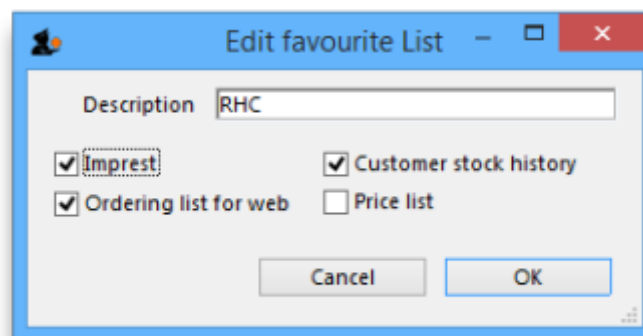 Edit favourite List
Description RHC
Imprest Customer stock history
Ordering list for web Price list
Cancel OK